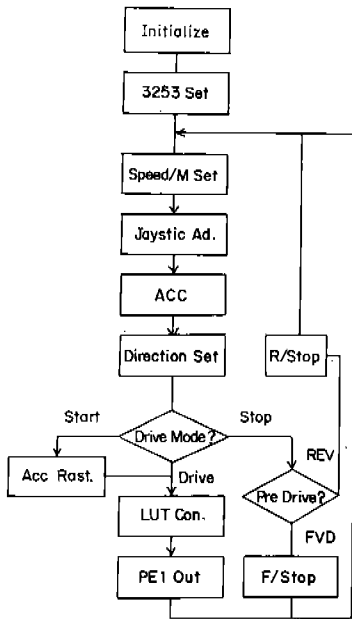 Initialize
3253 Set
Speed/M Set
Jaystic Ad.
ACC
Direction Set
R/Stop
Start
Drive Mode?
Stop
Acc Rast.
Drive
REV
Pre Drive?
LUT Con.
FVD
PE1 Out
F/Stop